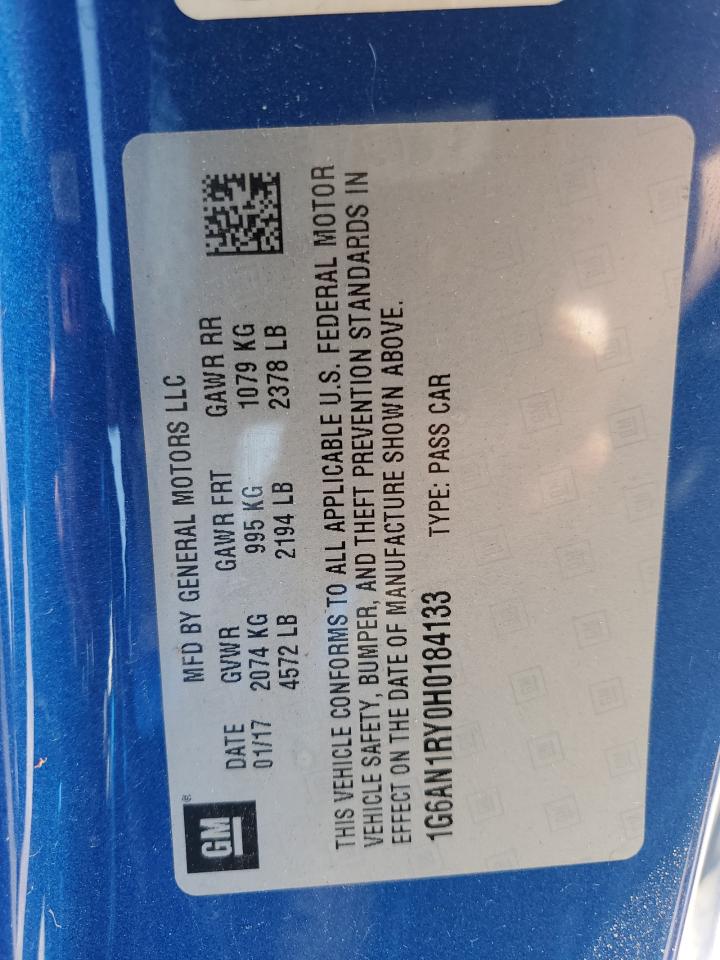 GM®
MFD BY GENERAL MOTORS LLC
DATE GVWR GAWR FRT GAWR RR
01/17 2074 KG 995 KG 1079 KG
4572 LB 2194 LB 2378 LB
THIS VEHICLE CONFORMS TO ALL APPLICABLE U.S. FEDERAL MOTOR
VEHICLE SAFETY, BUMPER, AND THEFT PREVENTION STANDARDS IN
EFFECT ON THE DATE OF MANUFACTURE SHOWN ABOVE.
1G6AN1RY0H0184133 TYPE: PASS CAR